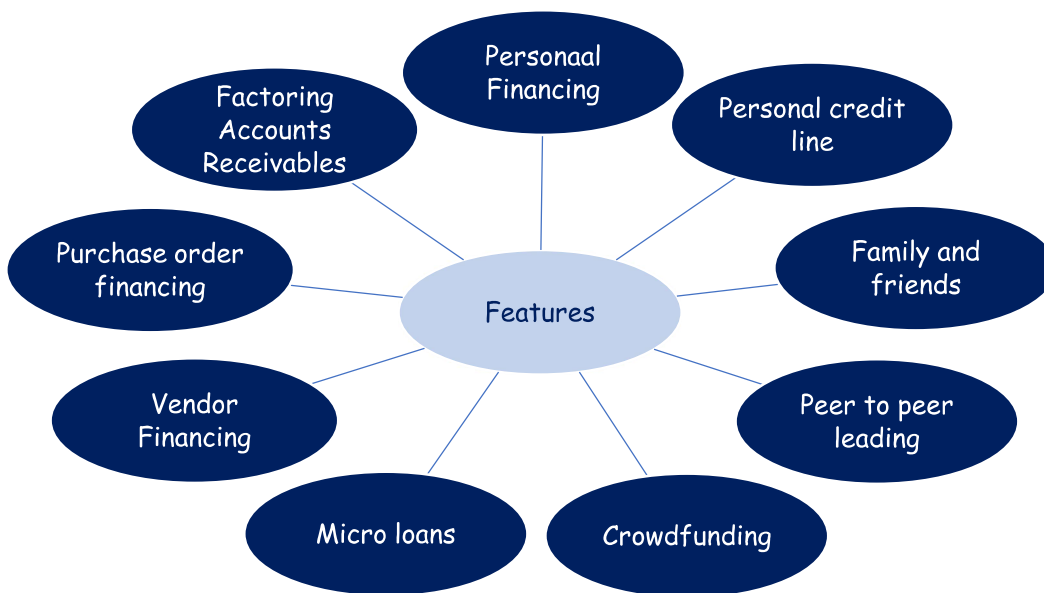 Personaal
Financing
Factoring
Accounts
Receivables
Personal credit
line
Purchase order
financing
Family and
friends
Features
Vendor
Financing
Peer to peer
leading
Micro loans
Crowdfunding